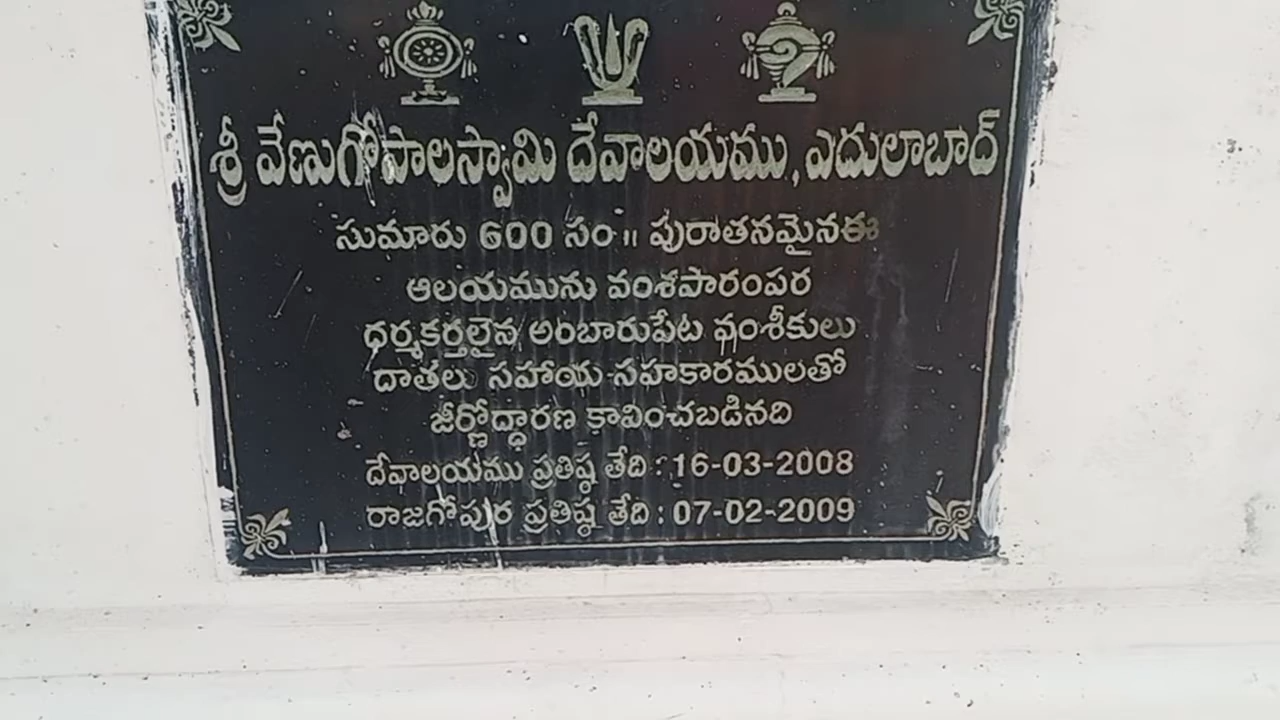 శ్రీ వేణుగోపాలస్వామి దేవాలయము, ఎదులాబాద్
సుమారు 600 సం॥ పురాతనమైనఈ
ఆలయమును వంశపారంపర
ధర్మకర్తలైన అంబారుపేట వంశీకులు
దాతలు సహాయ-సహకారములతో
జీర్ణోద్ధారణ కావించబడినది
దేవాలయము ప్రతిష్ఠ తేది : 16-03-2008
రాజగోపుర ప్రతిష్ఠ తేది : 07-02-2009